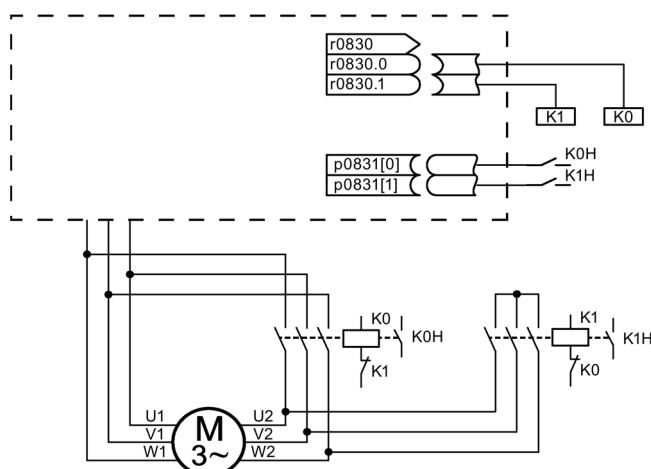 r0830
r0830.0
r0830.1
K1
K0
p0831[0]
K0H
p0831[1]
K1H
K0
K0H
K1
K1
K1H
K0
U1
V1
W1
M
3~
U2
V2
W2